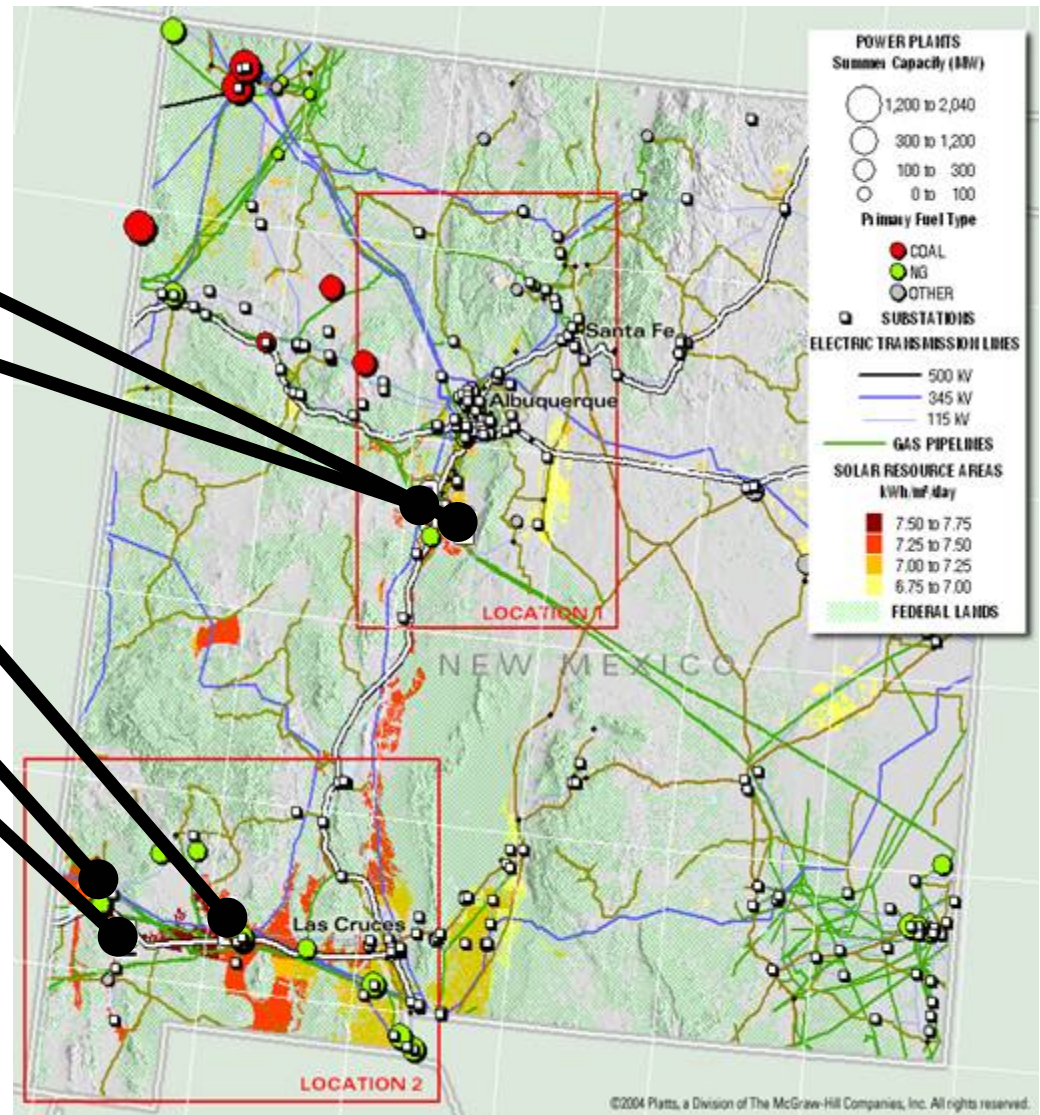 POWER PLANTS
Summer Capacity (MW)
1,200 to 2,040
300 to 1,200
100 to 300
0 to 100
Primary Fuel Type
COAL
NG
OTHER
SUBSTATIONS
ELECTRIC TRANSMISSION LINES
500 kV
345 kV
115 kV
GAS PIPELINES
SOLAR RESOURCE AREAS
kWh/m²/day
7.50 to 7.75
7.25 to 7.50
7.00 to 7.25
6.75 to 7.00
FEDERAL LANDS
Santa Fe
Albuquerque
LOCATION 1
NEW MEXICO
Las Cruces
LOCATION 2
©2004 Platts, a Division of The McGraw-Hill Companies, Inc. All rights reserved.